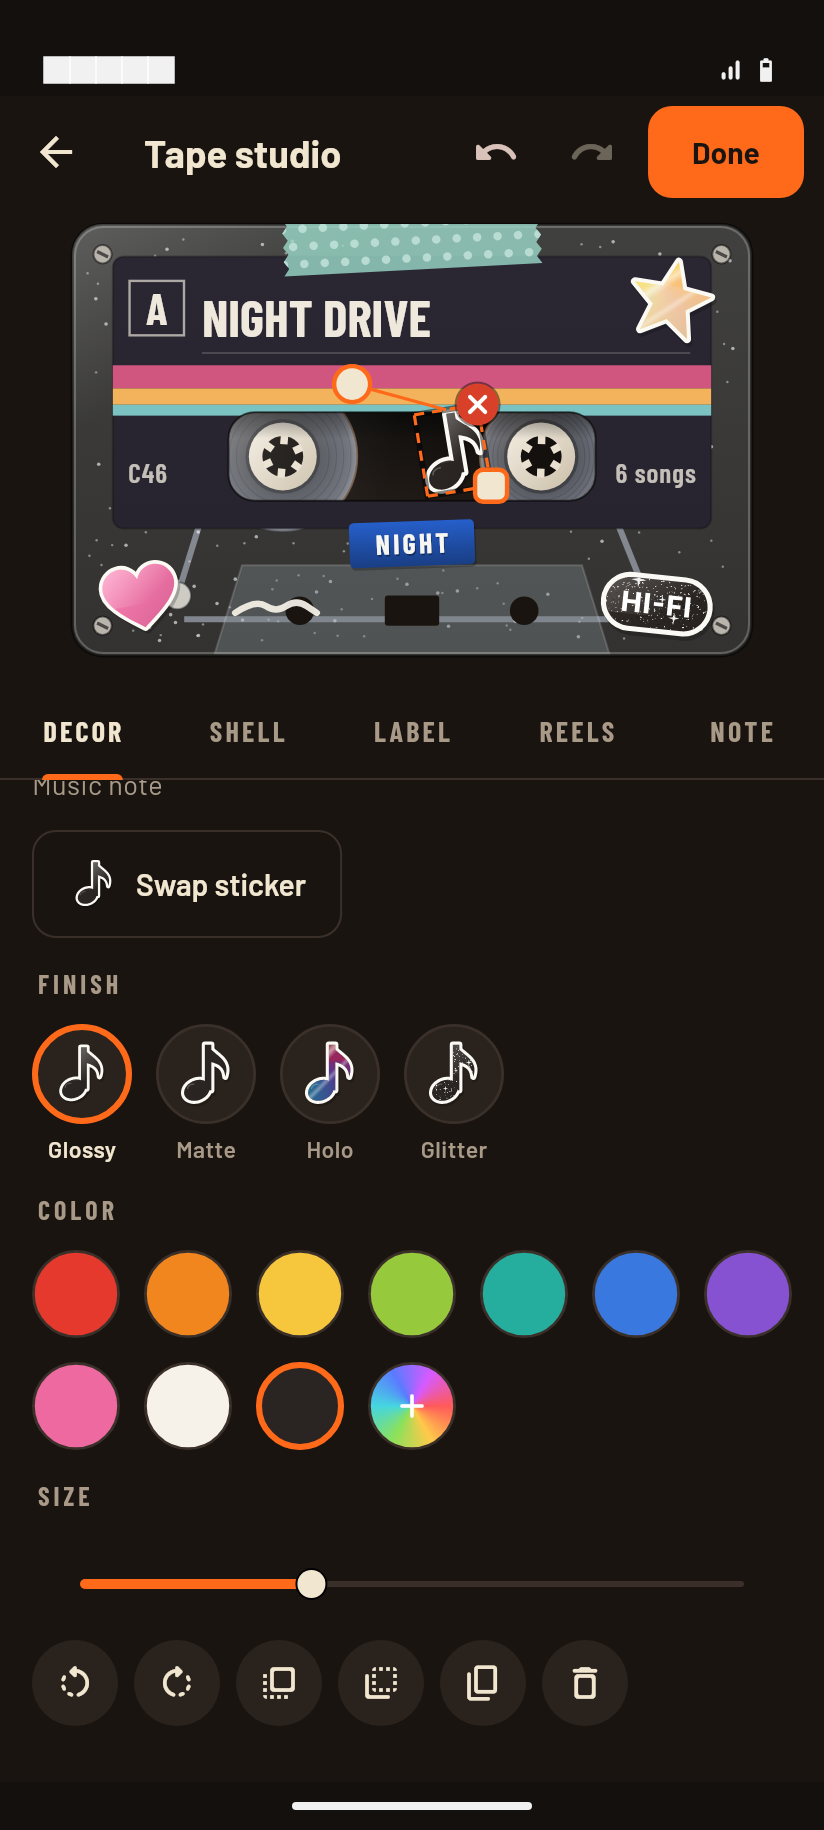 Tape studio
Done
A
NIGHT DRIVE
C46
6 songs
NIGHT
HI-FI
DECOR
SHELL
LABEL
REELS
NOTE
Music note
Swap sticker
FINISH
Glossy
Matte
Holo
Glitter
COLOR
SIZE